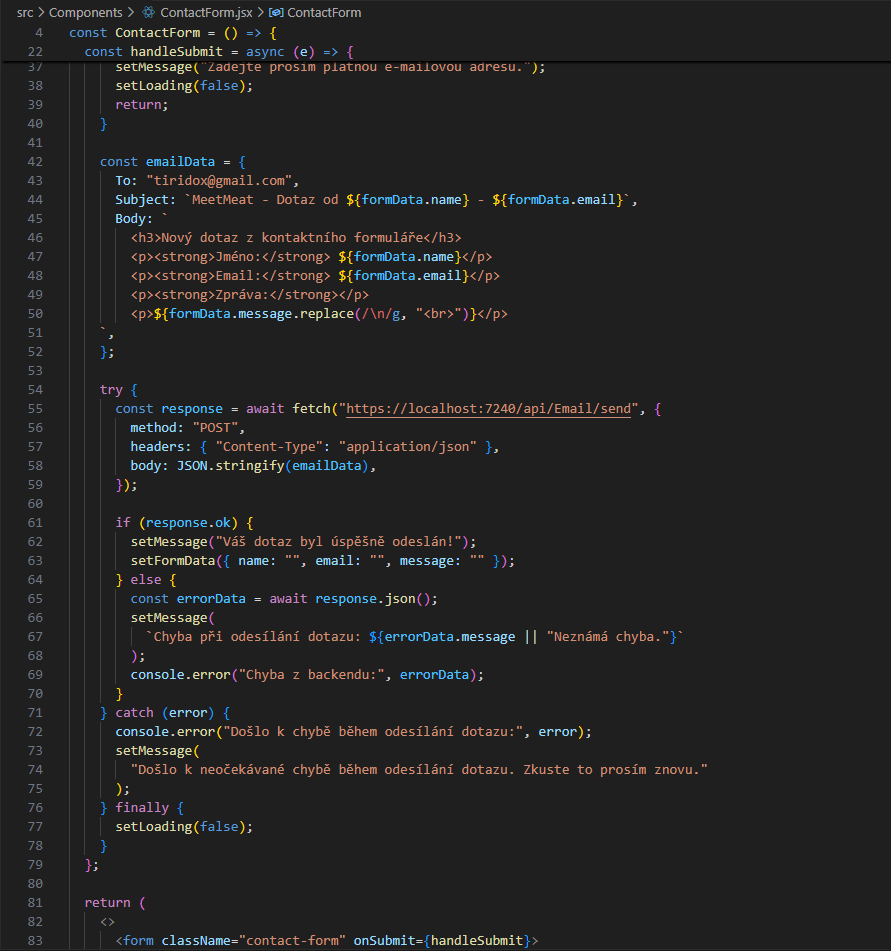 src > Components > ContactForm.jsx > ContactForm
4 const ContactForm = () => {
22 const handleSubmit = async (e) => {
37 setMessage("Zadejte prosím platnou e-mailovou adresu.");
38 setLoading(false);
39 return;
40 }
41
42 const emailData = {
43 To: "tiridox@gmail.com",
44 Subject: `MeetMeat - Dotaz od ${formData.name} - ${formData.email}`,
45 Body: `
46 <h3>Nový dotaz z kontaktního formuláře</h3>
47 <p><strong>Jméno:</strong> ${formData.name}</p>
48 <p><strong>Email:</strong> ${formData.email}</p>
49 <p><strong>Zpráva:</strong></p>
50 <p>${formData.message.replace(/\n/g, "<br>")}</p>
51 `,
52 };
53
54 try {
55 const response = await fetch("https://localhost:7240/api/Email/send", {
56 method: "POST",
57 headers: { "Content-Type": "application/json" },
58 body: JSON.stringify(emailData),
59 });
60
61 if (response.ok) {
62 setMessage("Váš dotaz byl úspěšně odeslán!");
63 setFormData({ name: "", email: "", message: "" });
64 } else {
65 const errorData = await response.json();
66 setMessage(
67 `Chyba při odesílání dotazu: ${errorData.message || "Neznámá chyba."}`
68 );
69 console.error("Chyba z backendu:", errorData);
70 }
71 } catch (error) {
72 console.error("Došlo k chybě během odesílání dotazu:", error);
73 setMessage(
74 "Došlo k neočekávané chybě během odesílání dotazu. Zkuste to prosím znovu."
75 );
76 } finally {
77 setLoading(false);
78 }
79 };
80
81 return (
82 <>
83 <form className="contact-form" onSubmit={handleSubmit}>